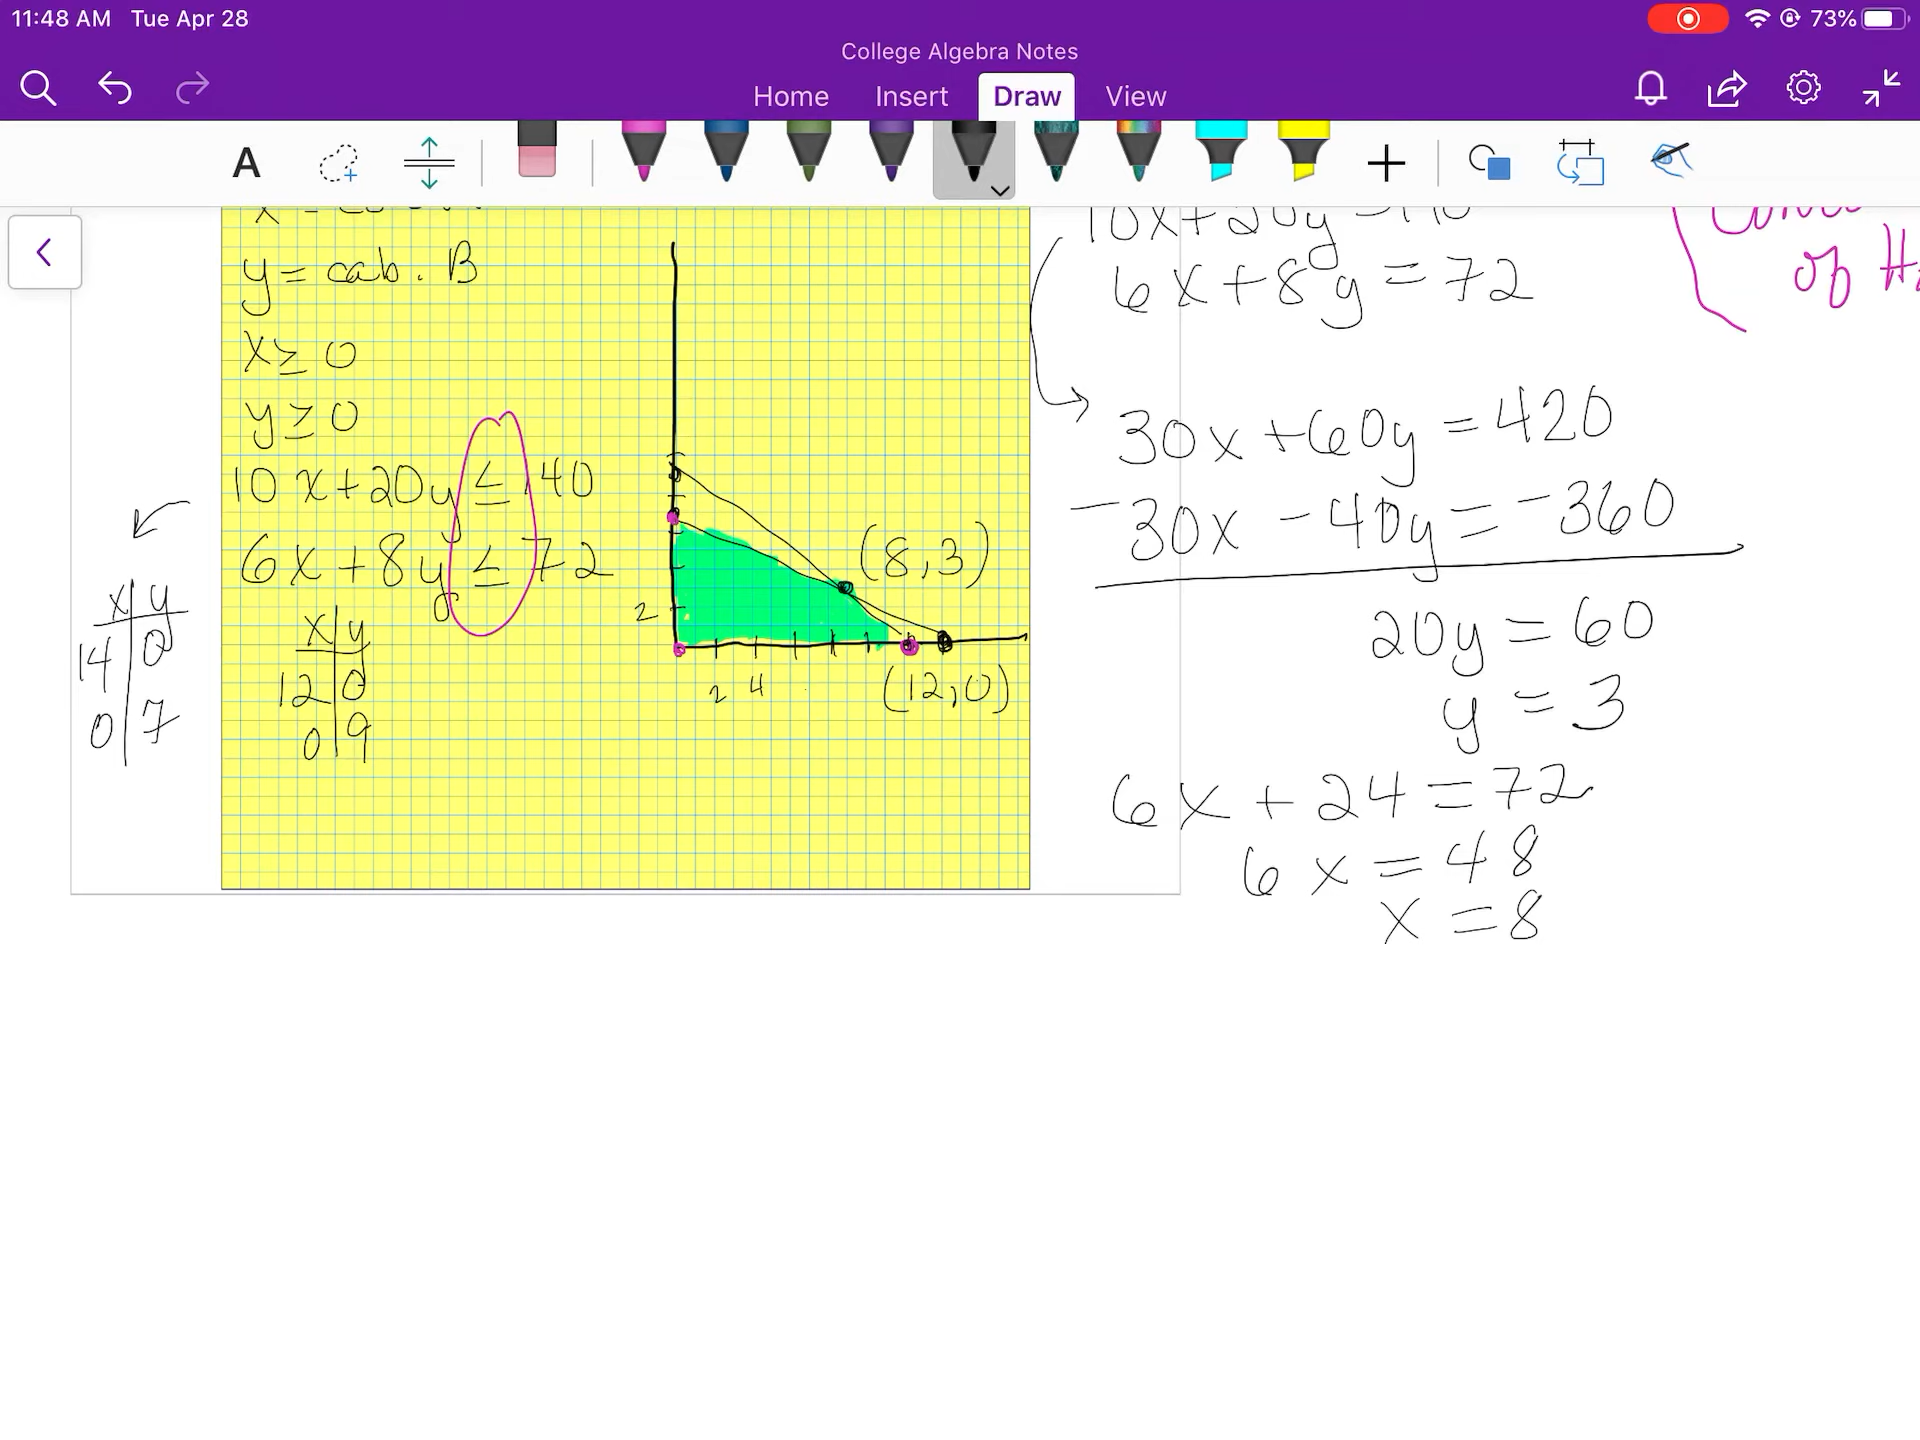 11:48 AM Tue Apr 28
73%
College Algebra Notes
Home Insert Draw View
A
y = cab. B
x ≥ 0
y ≥ 0
10x+20y ≤ 140
6x+8y ≤ 72
x y
14 0
0 7
x y
12 0
0 9
(8,3)
2
2 4
(12,0)
6x+8y=72
of
30x+60y=420
-30x-40y=-360
20y=60
y=3
6x+24=72
6x=48
x=8